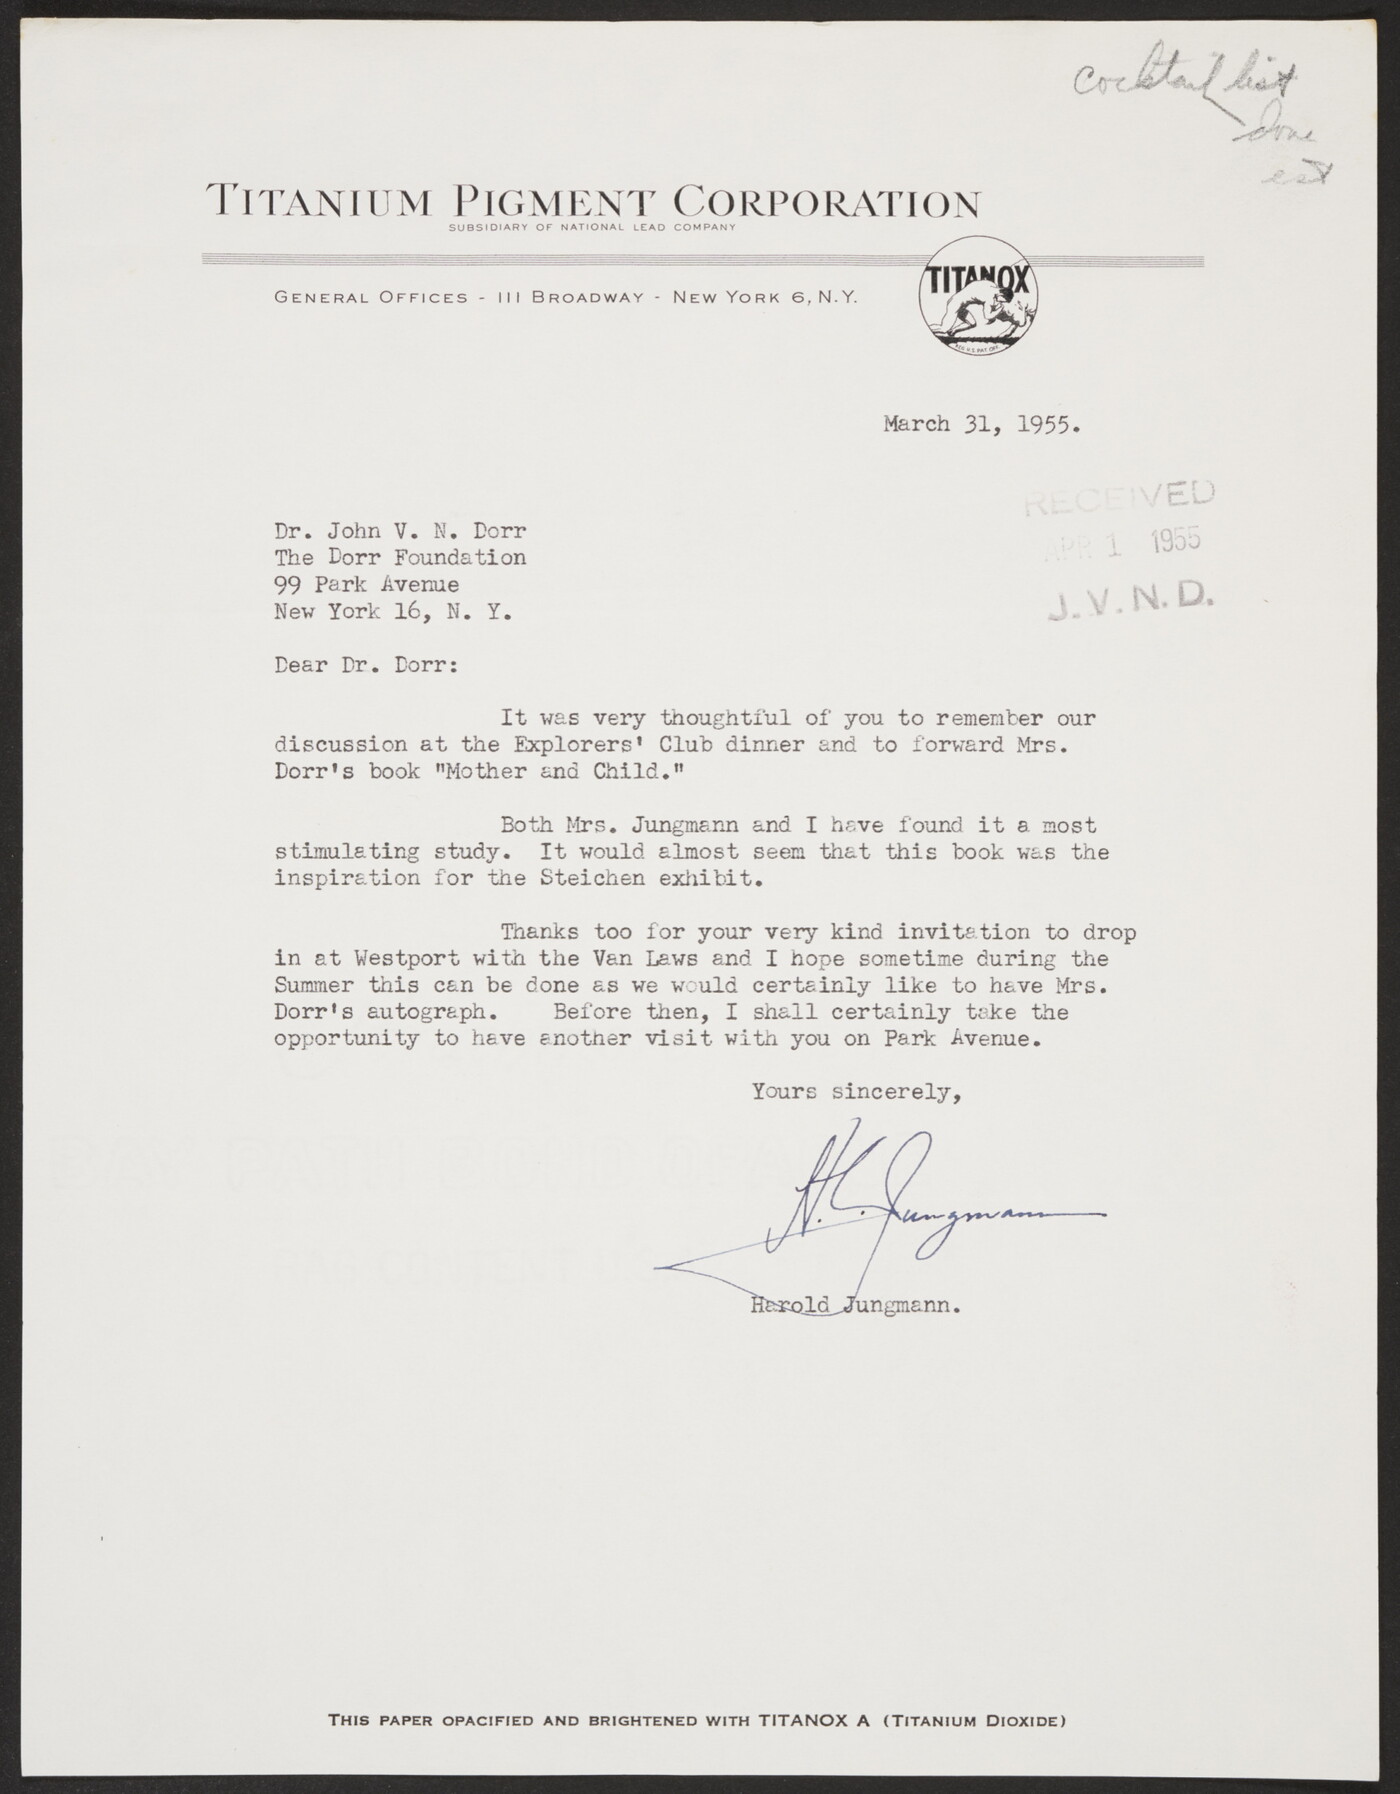 cocktail list
done
est
TITANIUM PIGMENT CORPORATION
SUBSIDIARY OF NATIONAL LEAD COMPANY
TITANOX
GENERAL OFFICES - 111 BROADWAY - NEW YORK 6, N.Y.
March 31, 1955.
RECEIVED
APR 1 1955
J.V.N.D.
Dr. John V. N. Dorr
The Dorr Foundation
99 Park Avenue
New York 16, N. Y.
Dear Dr. Dorr:
It was very thoughtful of you to remember our
discussion at the Explorers' Club dinner and to forward Mrs.
Dorr's book "Mother and Child."
Both Mrs. Jungmann and I have found it a most
stimulating study. It would almost seem that this book was the
inspiration for the Steichen exhibit.
Thanks too for your very kind invitation to drop
in at Westport with the Van Laws and I hope sometime during the
Summer this can be done as we would certainly like to have Mrs.
Dorr's autograph. Before then, I shall certainly take the
opportunity to have another visit with you on Park Avenue.
Yours sincerely,
H. C. Jungmann
Harold Jungmann.
THIS PAPER OPACIFIED AND BRIGHTENED WITH TITANOX A (TITANIUM DIOXIDE)